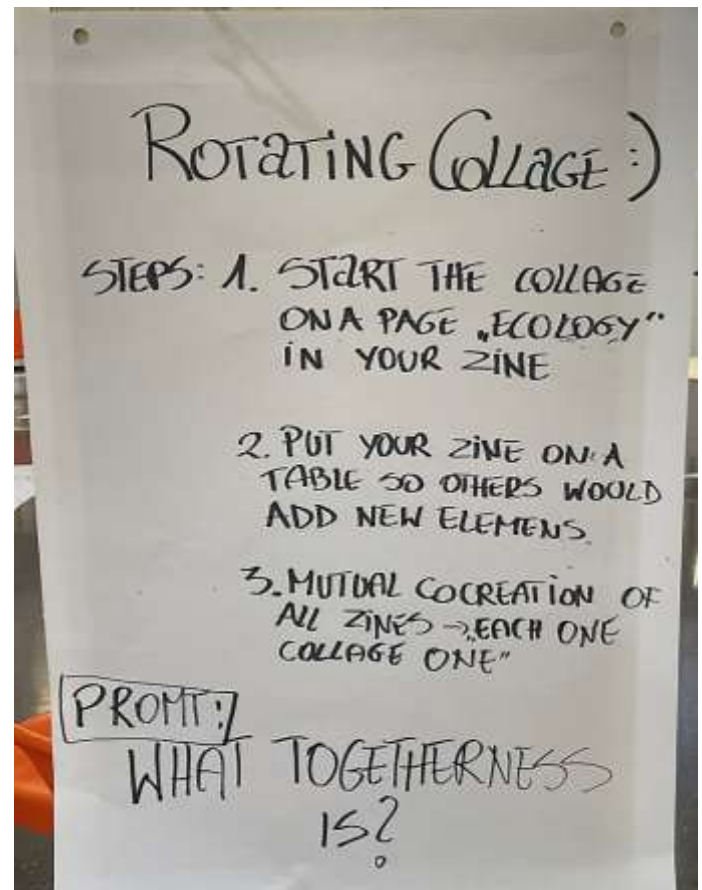 ROTATING COLLAGE :)
STEPS: 1. START THE COLLAGE
ON A PAGE „ECOLOGY"
IN YOUR ZINE
2. PUT YOUR ZINE ON A
TABLE SO OTHERS WOULD
ADD NEW ELEMENS.
3. MUTUAL COCREATION OF
ALL ZINES → „EACH ONE
COLLAGE ONE"
PROMT:
WHAT TOGETHERNESS
IS?